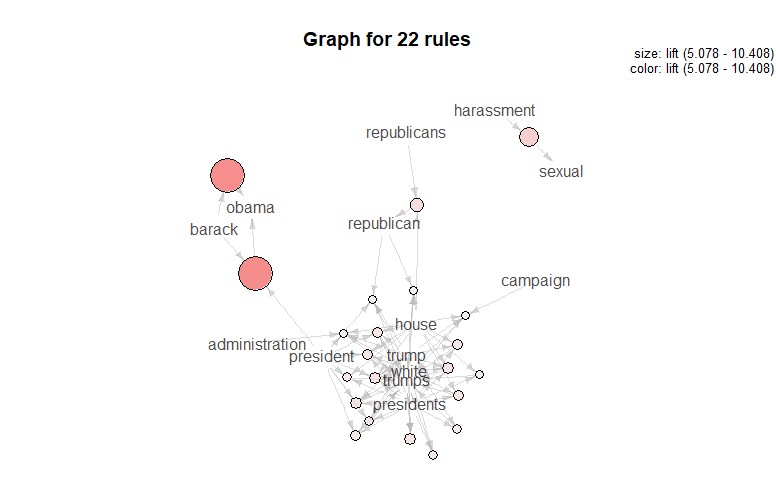 Graph for 22 rules
size: lift (5.078 - 10.408)
color: lift (5.078 - 10.408)
harassment
republicans
sexual
obama
republican
barack
campaign
house
administration
president
trump
white
trumps
presidents